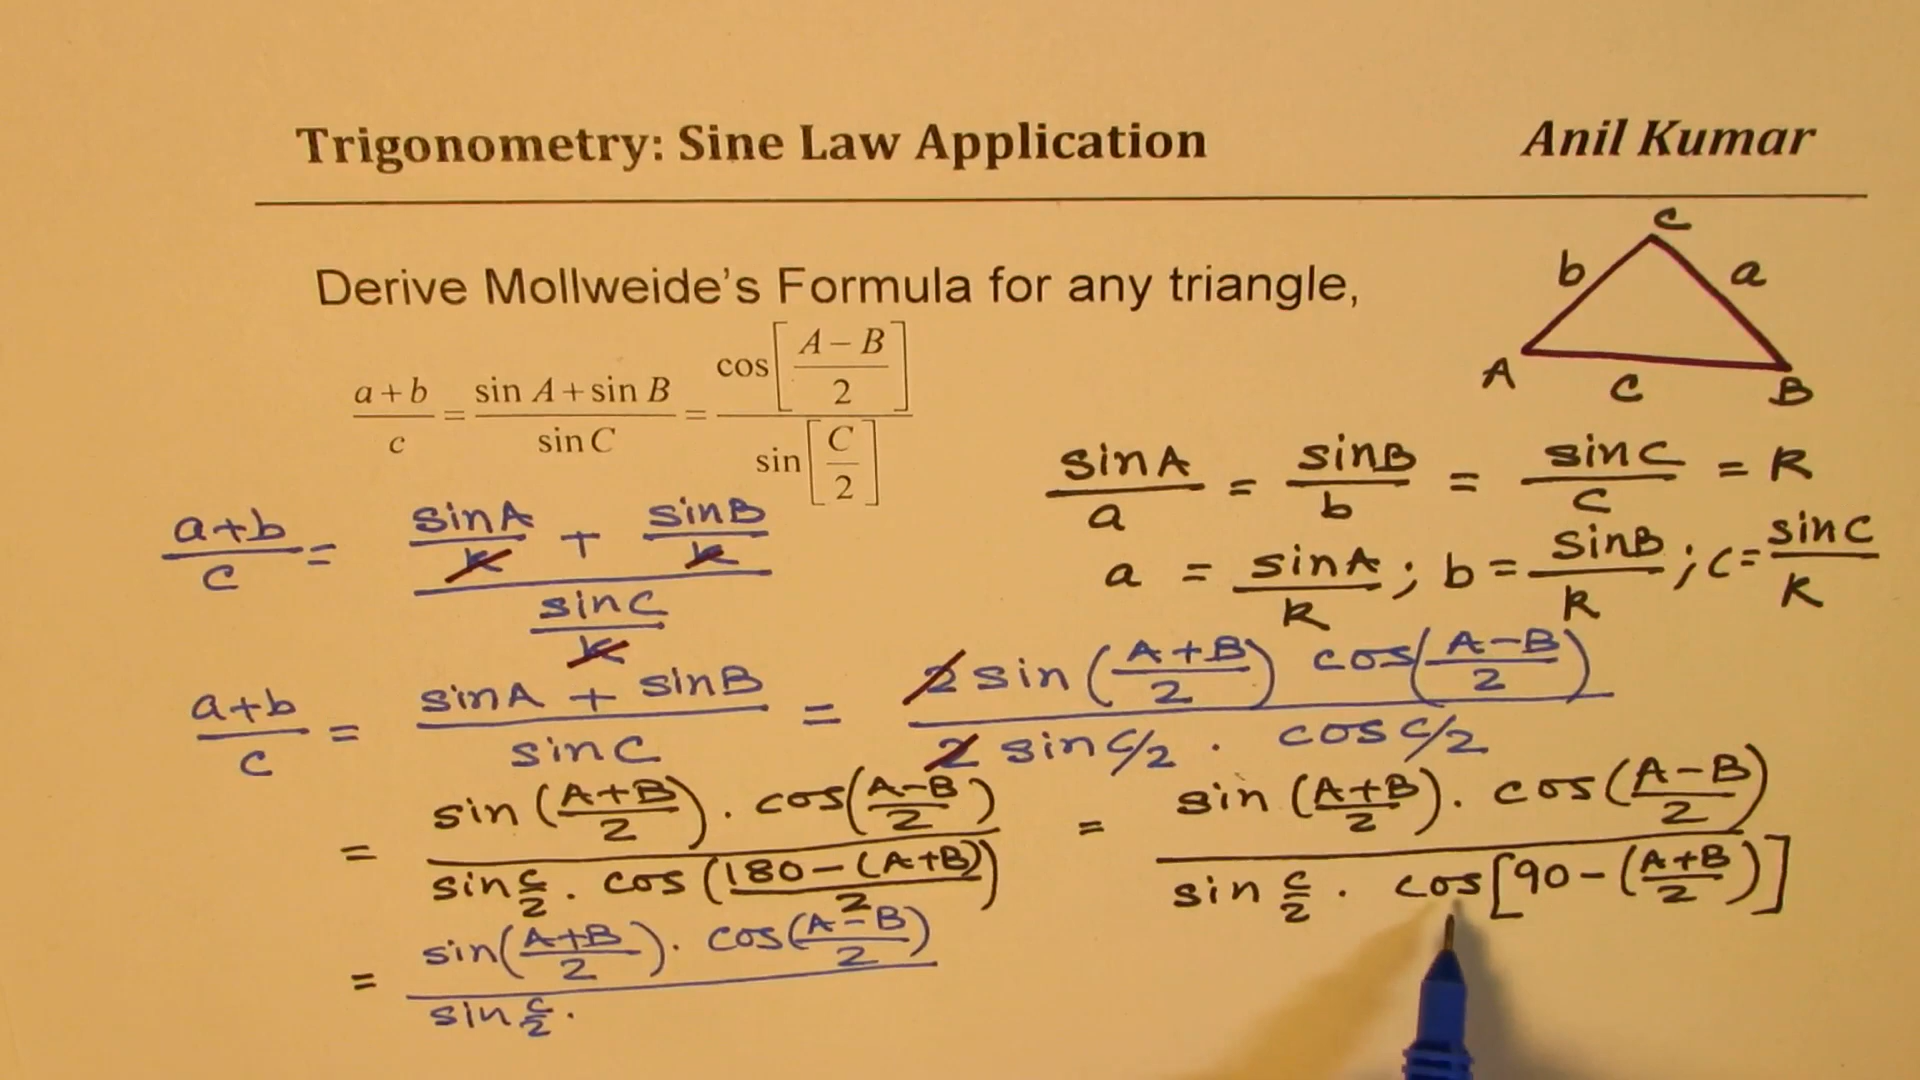 Trigonometry: Sine Law Application Anil Kumar
Derive Mollweide's Formula for any triangle,
(a + b)/c = (sin A + sin B)/(sin C) = cos[(A − B)/2]/sin[C/2]
C
b a
A c B
sinA/a = sinB/b = sinC/c = k
a = sinA/k ; b = sinB/k ; c = sinC/k
(a+b)/c = (sinA/k + sinB/k)/(sinC/k)
(a+b)/c = (sinA + sinB)/(sinC) = (2 sin((A+B)/2) cos((A−B)/2))/(2 sin C/2 · cos C/2)
= (sin((A+B)/2) · cos((A−B)/2))/(sin C/2 · cos((180−(A+B))/2)) = (sin((A+B)/2) · cos((A−B)/2))/(sin C/2 · cos[90−((A+B)/2)])
= (sin((A+B)/2) · cos((A−B)/2))/(sin C/2 ·